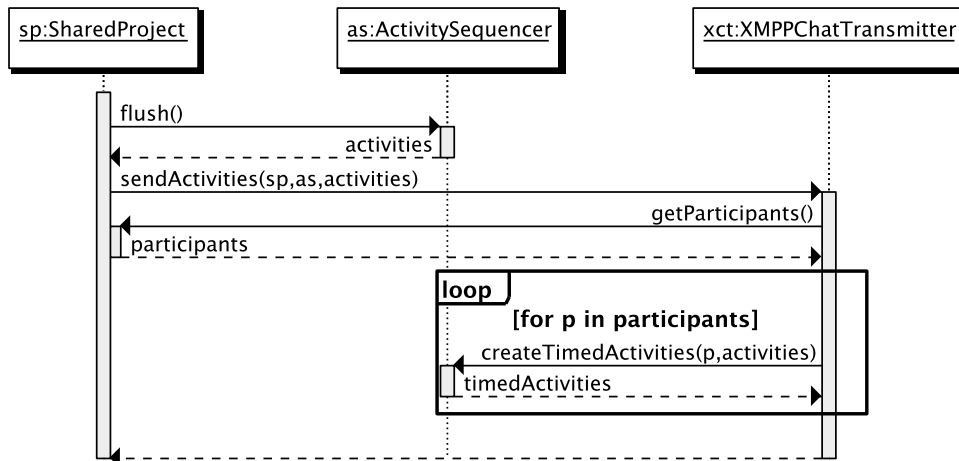 sp:SharedProject
as:ActivitySequencer
xct:XMPPChatTransmitter
flush()
activities
sendActivities(sp,as,activities)
getParticipants()
participants
loop
[for p in participants]
createTimedActivities(p,activities)
timedActivities